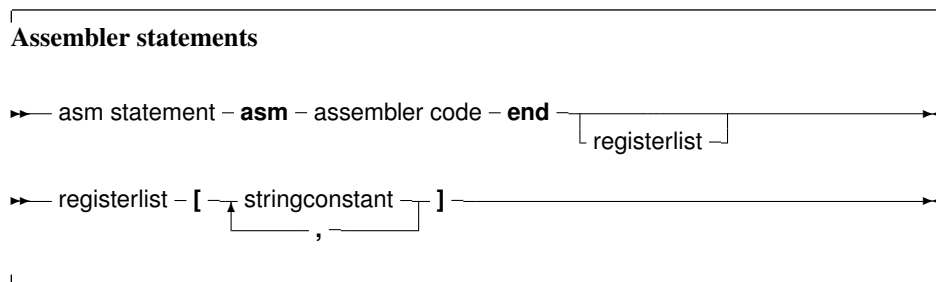 Assembler statements
asm statement – asm – assembler code – end
registerlist
registerlist – [ stringconstant ]
,